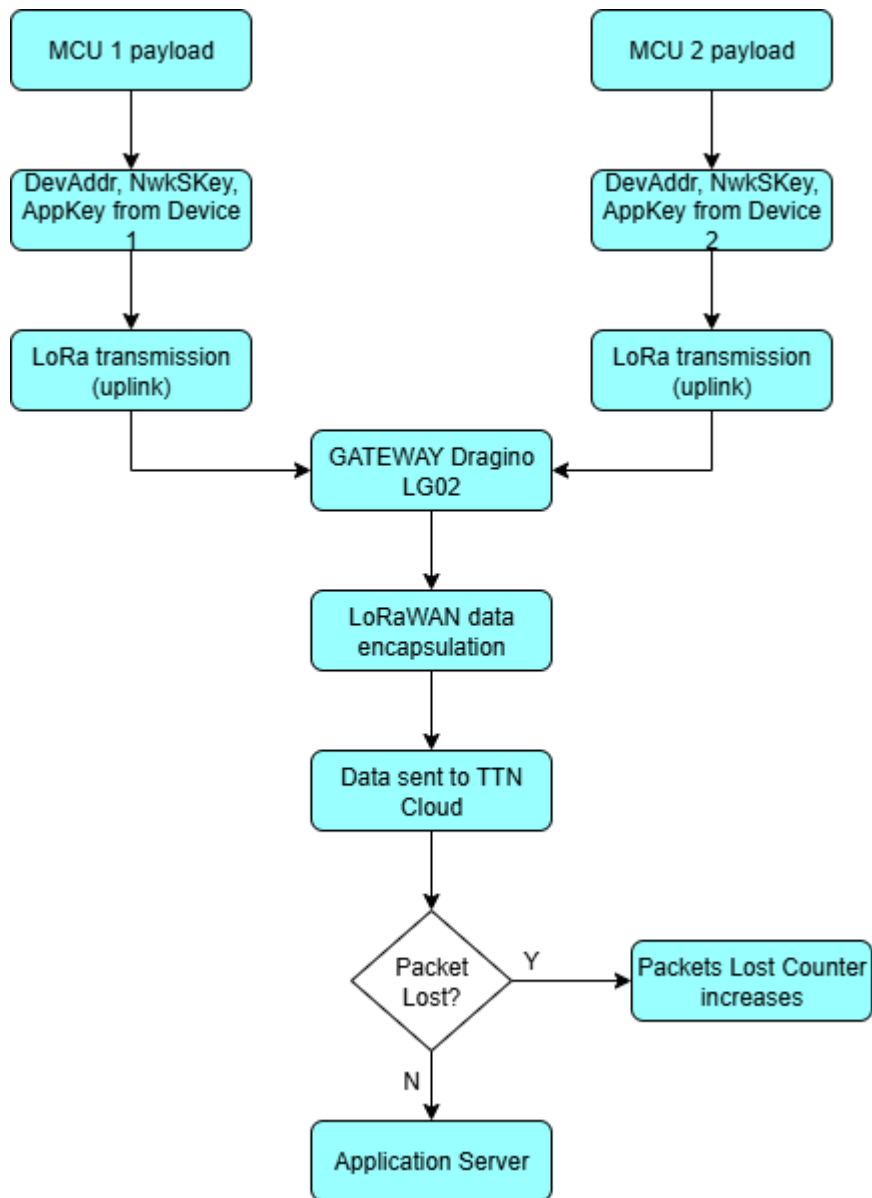 MCU 1 payload
MCU 2 payload
DevAddr, NwkSKey,
AppKey from Device
1
DevAddr, NwkSKey,
AppKey from Device
2
LoRa transmission
(uplink)
LoRa transmission
(uplink)
GATEWAY Dragino
LG02
LoRaWAN data
encapsulation
Data sent to TTN
Cloud
Packet
Lost?
Y
Packets Lost Counter
increases
N
Application Server